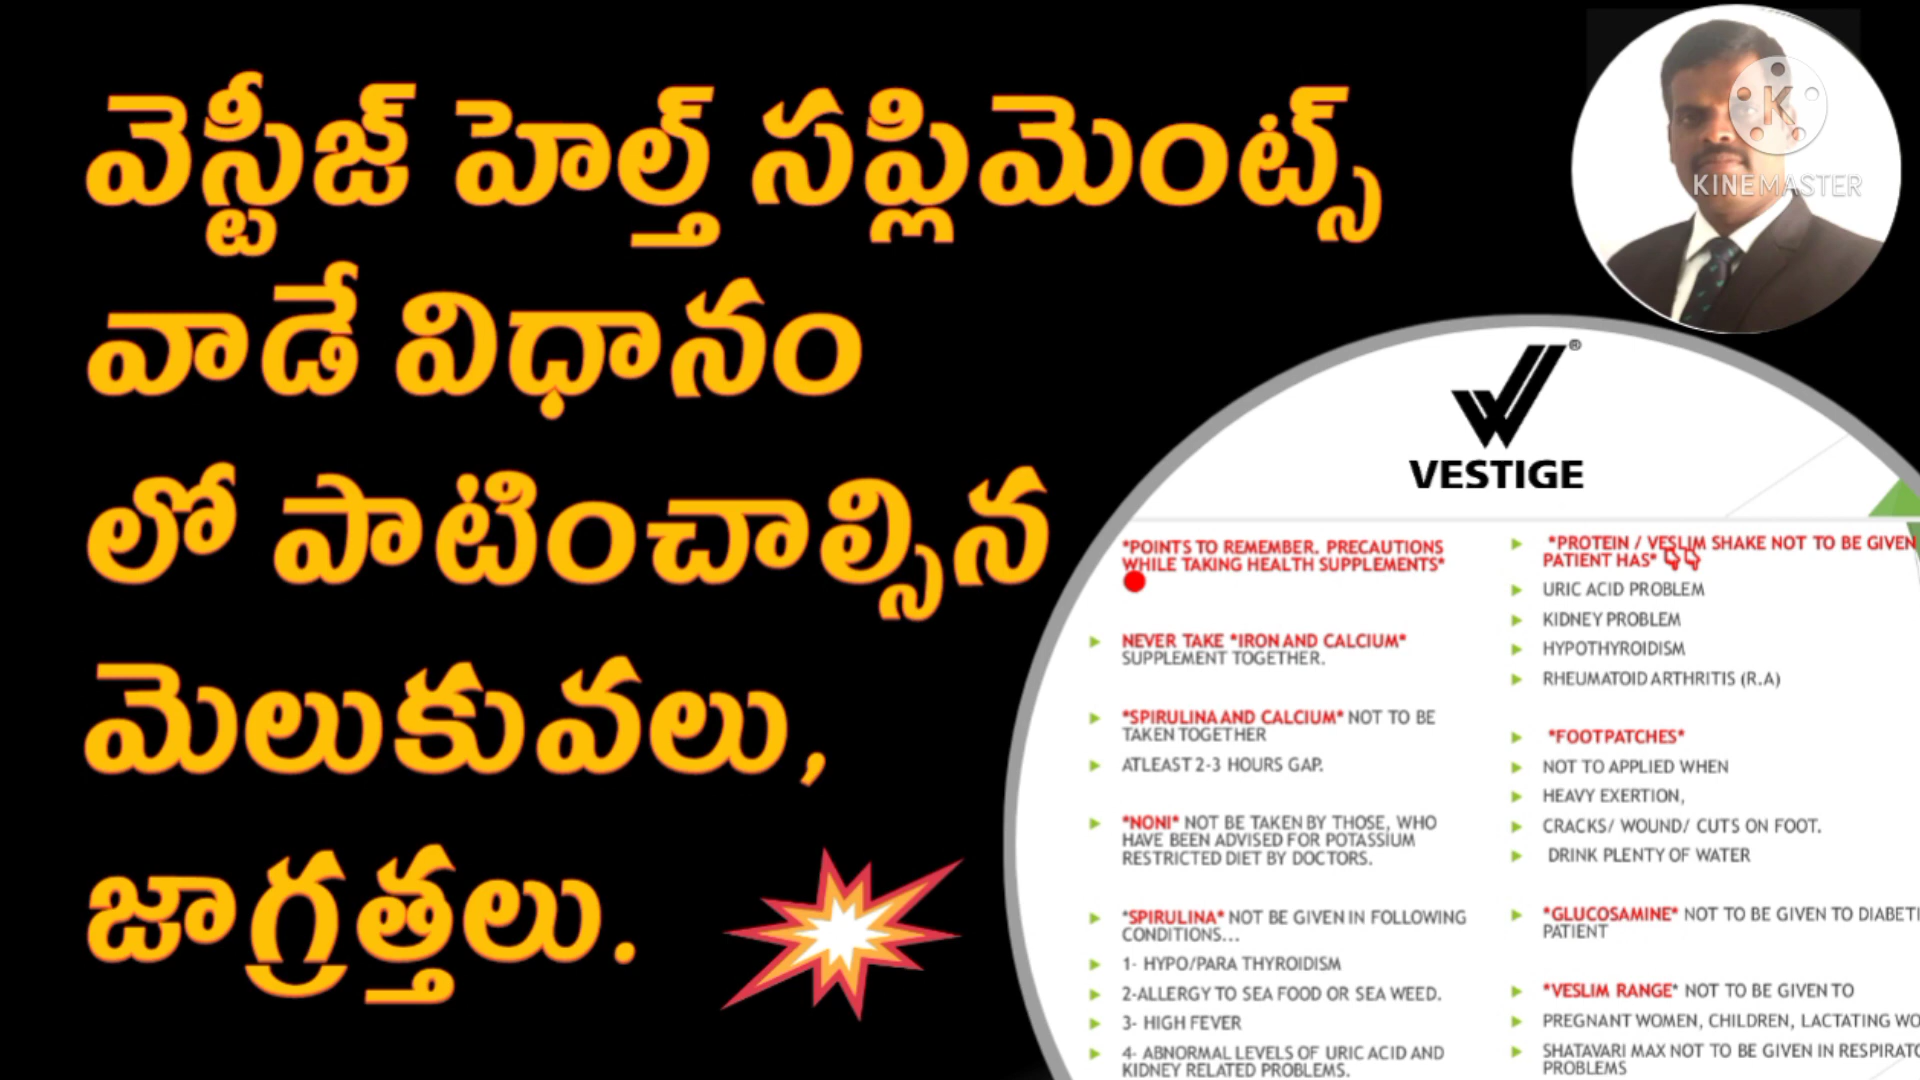 వెస్టీజ్ హెల్త్ సప్లిమెంట్స్
వాడే విధానం
లో పాటించాల్సిన
మెలుకువలు,
జాగ్రత్తలు.
K
KINEMASTER
VESTIGE
®
*POINTS TO REMEMBER. PRECAUTIONS
WHILE TAKING HEALTH SUPPLEMENTS*
NEVER TAKE *IRON AND CALCIUM*
SUPPLEMENT TOGETHER.
*SPIRULINA AND CALCIUM* NOT TO BE
TAKEN TOGETHER
ATLEAST 2-3 HOURS GAP.
*NONI* NOT BE TAKEN BY THOSE, WHO
HAVE BEEN ADVISED FOR POTASSIUM
RESTRICTED DIET BY DOCTORS.
*SPIRULINA* NOT BE GIVEN IN FOLLOWING
CONDITIONS...
1- HYPO/PARA THYROIDISM
2-ALLERGY TO SEA FOOD OR SEA WEED.
3- HIGH FEVER
4- ABNORMAL LEVELS OF URIC ACID AND
KIDNEY RELATED PROBLEMS.
*PROTEIN / VESLIM SHAKE NOT TO BE GIVEN
PATIENT HAS*
URIC ACID PROBLEM
KIDNEY PROBLEM
HYPOTHYROIDISM
RHEUMATOID ARTHRITIS (R.A)
*FOOTPATCHES*
NOT TO APPLIED WHEN
HEAVY EXERTION,
CRACKS/ WOUND/ CUTS ON FOOT.
DRINK PLENTY OF WATER
*GLUCOSAMINE* NOT TO BE GIVEN TO
PATIENT
*VESLIM RANGE* NOT TO BE GIVEN TO
PREGNANT WOMEN, CHILDREN, LACTATING
SHATAVARI MAX NOT TO BE GIVEN IN
PROBLEMS